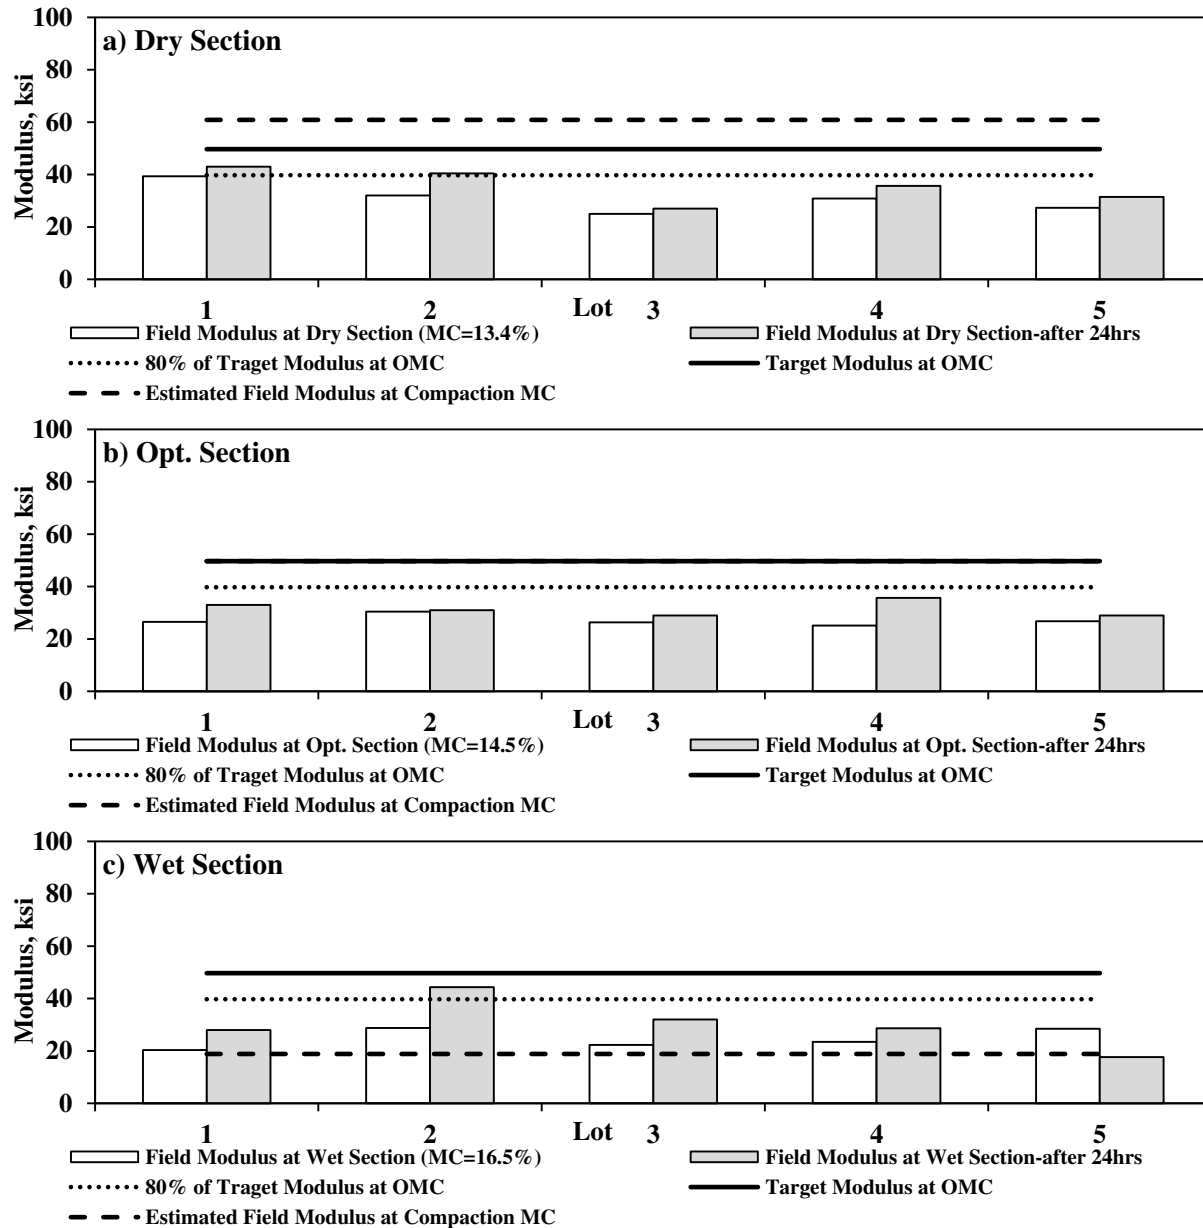 a) Dry Section
Modulus, ksi
100
80
60
40
20
0
1 2 Lot 3 4 5
Field Modulus at Dry Section (MC=13.4%) Field Modulus at Dry Section-after 24hrs
80% of Traget Modulus at OMC Target Modulus at OMC
Estimated Field Modulus at Compaction MC
b) Opt. Section
Modulus, ksi
100
80
60
40
20
0
1 2 Lot 3 4 5
Field Modulus at Opt. Section (MC=14.5%) Field Modulus at Opt. Section-after 24hrs
80% of Traget Modulus at OMC Target Modulus at OMC
Estimated Field Modulus at Compaction MC
c) Wet Section
Modulus, ksi
100
80
60
40
20
0
1 2 Lot 3 4 5
Field Modulus at Wet Section (MC=16.5%) Field Modulus at Wet Section-after 24hrs
80% of Traget Modulus at OMC Target Modulus at OMC
Estimated Field Modulus at Compaction MC